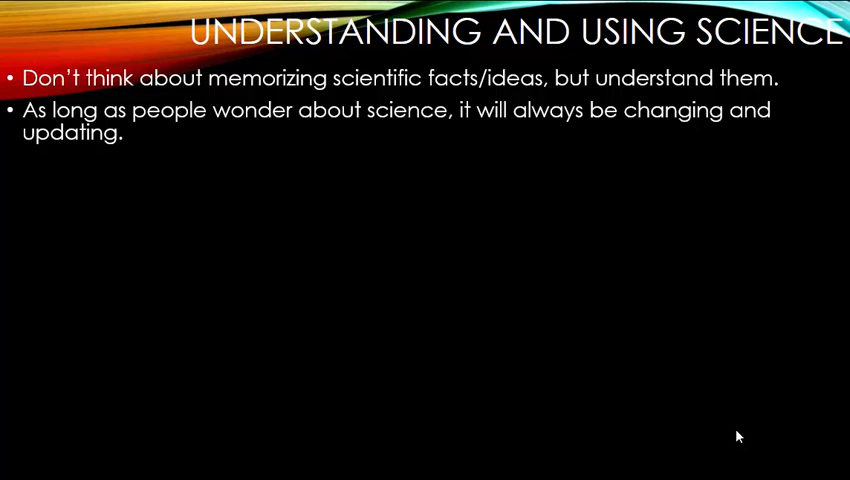 UNDERSTANDING AND USING SCIENCE
• Don't think about memorizing scientific facts/ideas, but understand them.
• As long as people wonder about science, it will always be changing and
updating.